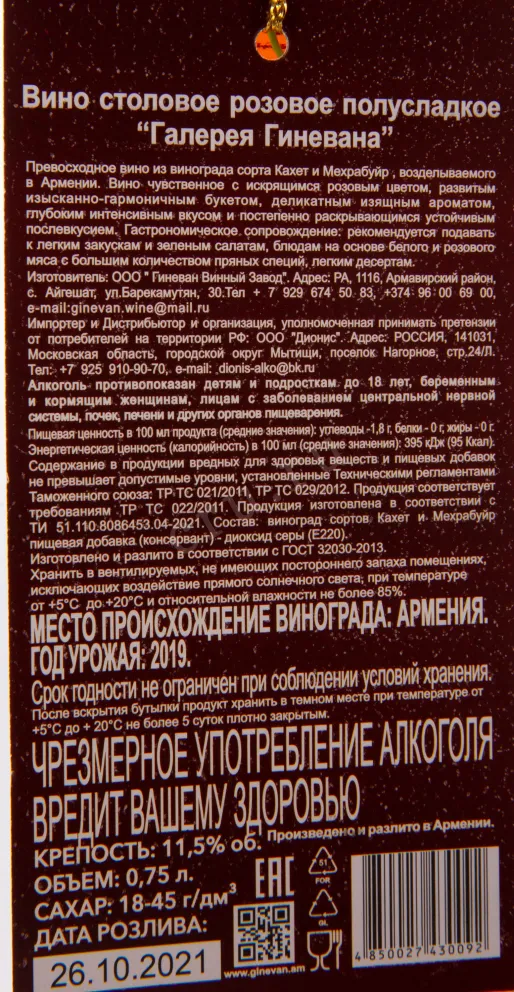 Вино столовое розовое полусладкое
“Галерея Гиневана”
Превосходное вино из винограда сорта Кахет и Мехрабуйр , возделываемого
в Армении. Вино чувственное с искрящимся розовым цветом, развитым
изысканно-гармоничным букетом, деликатным изящным ароматом,
глубоким интенсивным вкусом и постепенно раскрывающимся устойчивым
послевкусием. Гастрономическое сопровождение: рекомендуется подавать
к легким закускам и зеленым салатам, блюдам на основе белого и розового
мяса с большим количеством пряных специй, легким десертам.
Изготовитель: ООО " Гиневан Винный Завод". Адрес: РА, 1116, Армавирский район,
с. Айгешат, ул.Барекамутян, 30.Тел + 7 929 674 50 83, +374 96 00 69 00,
e-mail:ginevan.wine@mail.ru
Импортер и Дистрибьютор и организация, уполномоченная принимать претензии
от потребителей на территории РФ: ООО "Дионис". Адрес: РОССИЯ, 141031,
Московская область, городской округ Мытищи, поселок Нагорное, стр.24/Л.
Тел: +7 925 910-90-70, e-mail: dionis-alko@bk.ru
Алкоголь противопоказан детям и подросткам до 18 лет, беременным
и кормящим женщинам, лицам с заболеванием центральной нервной
системы, почек, печени и других органов пищеварения.
Пищевая ценность в 100 мл продукта (средние значения): углеводы -1,8 г, белки - 0 г, жиры - 0 г.
Энергетическая ценность (калорийность) в 100 мл (средние значения): 395 кДж (95 Ккал).
Содержание в продукции вредных для здоровья веществ и пищевых добавок
не превышает допустимые уровни, установленные Техническими регламентами
Таможенного союза: ТР ТС 021/2011, ТР ТС 029/2012. Продукция соответствует
требованиям ТР ТС 022/2011. Продукция изготовлена в соответствии с
ТИ 51.110.8086453.04-2021. Состав: виноград сортов Кахет и Мехрабуйр
пищевая добавка (консервант) - диоксид серы (Е220).
Изготовлено и разлито в соответствии с ГОСТ 32030-2013.
Хранить в вентилируемых, не имеющих постороннего запаха помещениях,
исключающих воздействие прямого солнечного света, при температуре
от +5°С до +20°С и относительной влажности не более 85%.
МЕСТО ПРОИСХОЖДЕНИЕ ВИНОГРАДА: АРМЕНИЯ.
ГОД УРОЖАЯ: 2019.
Срок годности не ограничен при соблюдении условий хранения.
После вскрытия бутылки продукт хранить в темном месте при температуре от
+5°С до + 20°С не более 5 суток плотно закрытым.
ЧРЕЗМЕРНОЕ УПОТРЕБЛЕНИЕ АЛКОГОЛЯ
ВРЕДИТ ВАШЕМУ ЗДОРОВЬЮ
КРЕПОСТЬ: 11,5% об. Произведено и разлито в Армении.
ОБЪЕМ: 0,75 л.
САХАР: 18-45 г/дм³
ДАТА РОЗЛИВА:
26.10.2021
ЕАС
www.ginevan.am
51
FOR
GL
4 850027 430092